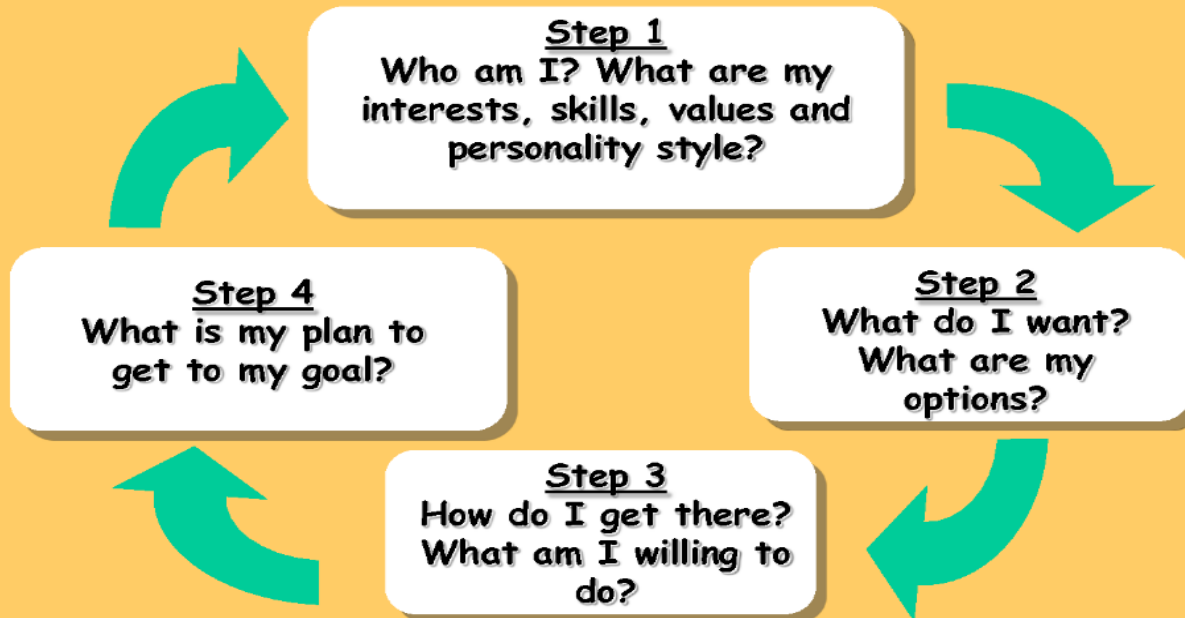 Step 1
Who am I? What are my
interests, skills, values and
personality style?
Step 2
What do I want?
What are my
options?
Step 3
How do I get there?
What am I willing to
do?
Step 4
What is my plan to
get to my goal?